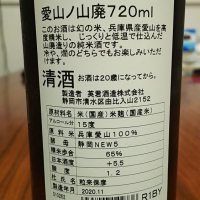 愛山ノ山廃720ml
このお酒は幻の米、兵庫県産愛山を高
度精米し、じっくりと低温で仕込んだ
山廃造りの純米酒です。
冷や、燗のどちらでもお楽しみいただ
けます。
清酒 お酒は20歳になってから。
製造者 英君酒造合資会社
静岡市清水区由比入山2152
原材料名 米(国産)米麹(国産米)
アルコール分 15度
原料米 兵庫愛山100%
酵母 静岡NEW5
精米歩合 65%
日本酒度 +5.5
酸度 1.2
杜氏 粒来保彦
製造年月 2020.11
R1BY